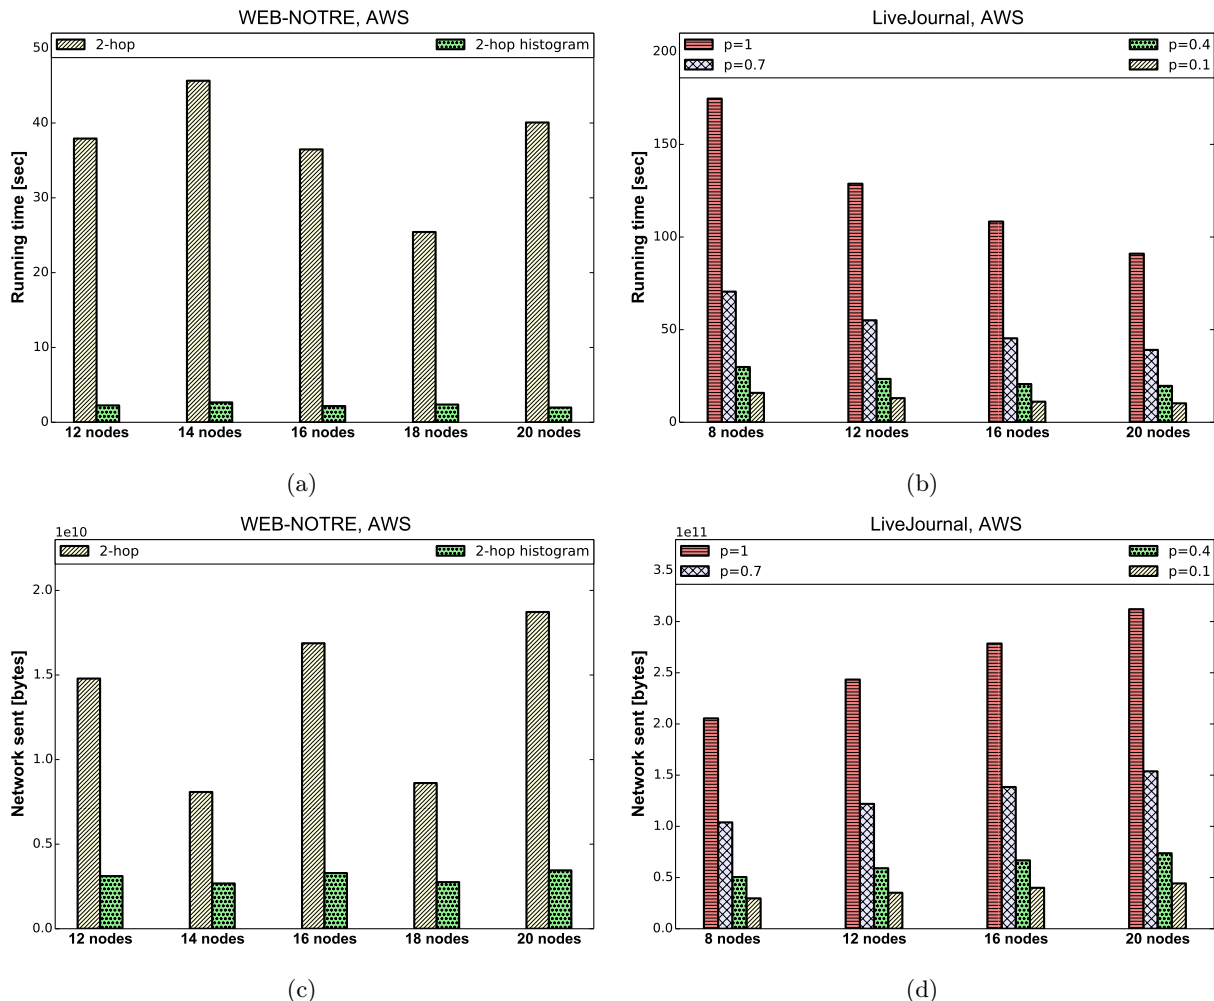 WEB-NOTRE, AWS
2-hop 2-hop histogram
50
40
30
20
10
0
Running time [sec]
12 nodes 14 nodes 16 nodes 18 nodes 20 nodes
(a)
LiveJournal, AWS
p=1 p=0.4
p=0.7 p=0.1
200
150
100
50
0
Running time [sec]
8 nodes 12 nodes 16 nodes 20 nodes
(b)
WEB-NOTRE, AWS
1e10
2-hop 2-hop histogram
2.0
1.5
1.0
0.5
0.0
Network sent [bytes]
12 nodes 14 nodes 16 nodes 18 nodes 20 nodes
(c)
LiveJournal, AWS
1e11
p=1 p=0.4
p=0.7 p=0.1
3.5
3.0
2.5
2.0
1.5
1.0
0.5
0.0
Network sent [bytes]
8 nodes 12 nodes 16 nodes 20 nodes
(d)